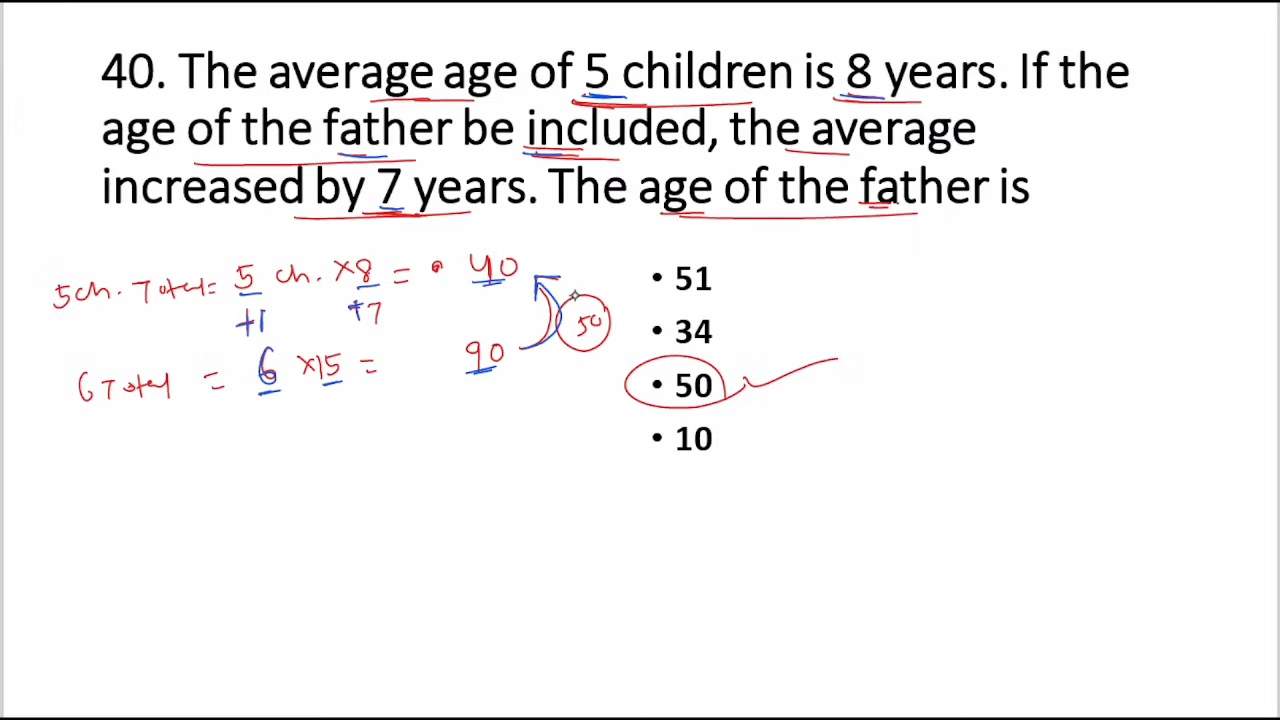 40. The average age of 5 children is 8 years. If the
age of the father be included, the average
increased by 7 years. The age of the father is
5 ch. Total = 5 ch. × 8 = 40
+1 +7
6 Total = 6 × 15 = 90
50
• 51
• 34
• 50
• 10